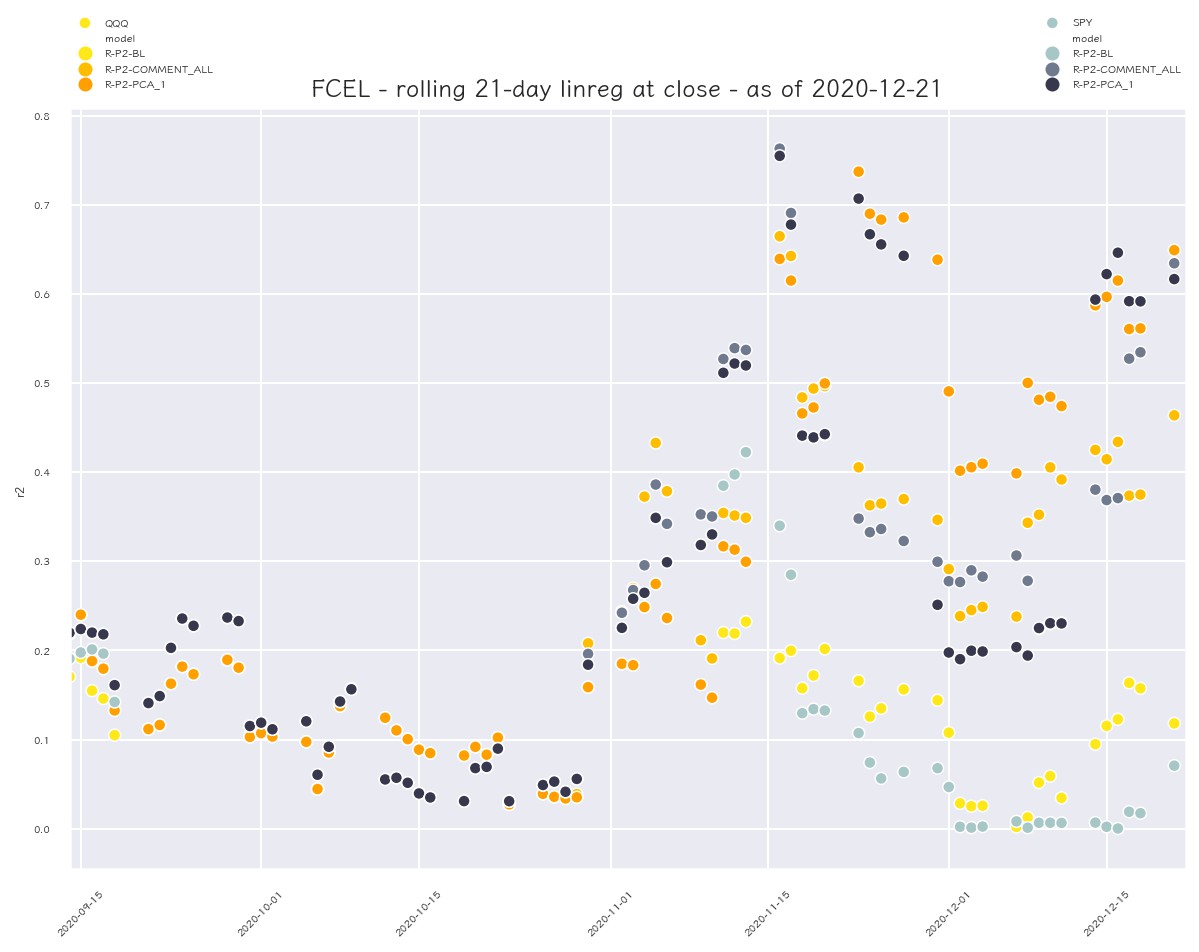 QQQ
model
R-P2-BL
R-P2-COMMENT_ALL
R-P2-PCA_1
SPY
model
R-P2-BL
R-P2-COMMENT_ALL
R-P2-PCA_1
FCEL - rolling 21-day linreg at close - as of 2020-12-21
0.8
0.7
0.6
0.5
0.4
0.3
0.2
0.1
0.0
r2
2020-09-15
2020-10-01
2020-10-15
2020-11-01
2020-11-15
2020-12-01
2020-12-15